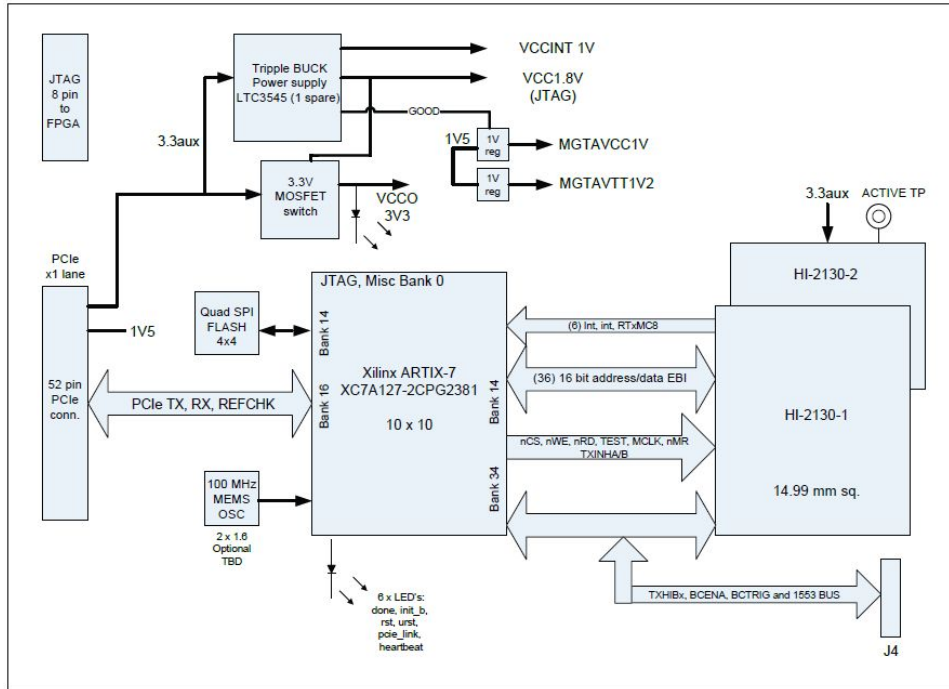 JTAG
8 pin
to
FPGA
Tripple BUCK
Power supply
LTC3545 (1 spare)
VCCINT 1V
VCC1.8V
(JTAG)
GOOD
3.3aux
1V5
1V
reg
MGTAVCC1V
1V
reg
MGTAVTT1V2
3.3V
MOSFET
switch
VCCO
3V3
3.3aux
ACTIVE TP
PCIe
x1 lane
HI-2130-2
JTAG, Misc Bank 0
Quad SPI
FLASH
4x4
Bank 14
(6) Int, int, RTxMC8
1V5
52 pin
PCIe
conn.
PCIe TX, RX, REFCHK
Bank 16
Xilinx ARTIX-7
XC7A127-2CPG2381
10 x 10
Bank 14
(36) 16 bit address/data EBI
HI-2130-1
nCS, nWE, nRD, TEST, MCLK, nMR
TXINHA/B
Bank 34
14.99 mm sq.
100 MHz
MEMS
OSC
2 x 1.6
Optional
TBD
6 x LED's:
done, init_b,
rst, urst,
pcie_link,
heartbeat
TXHIBx, BCENA, BCTRIG and 1553 BUS
J4